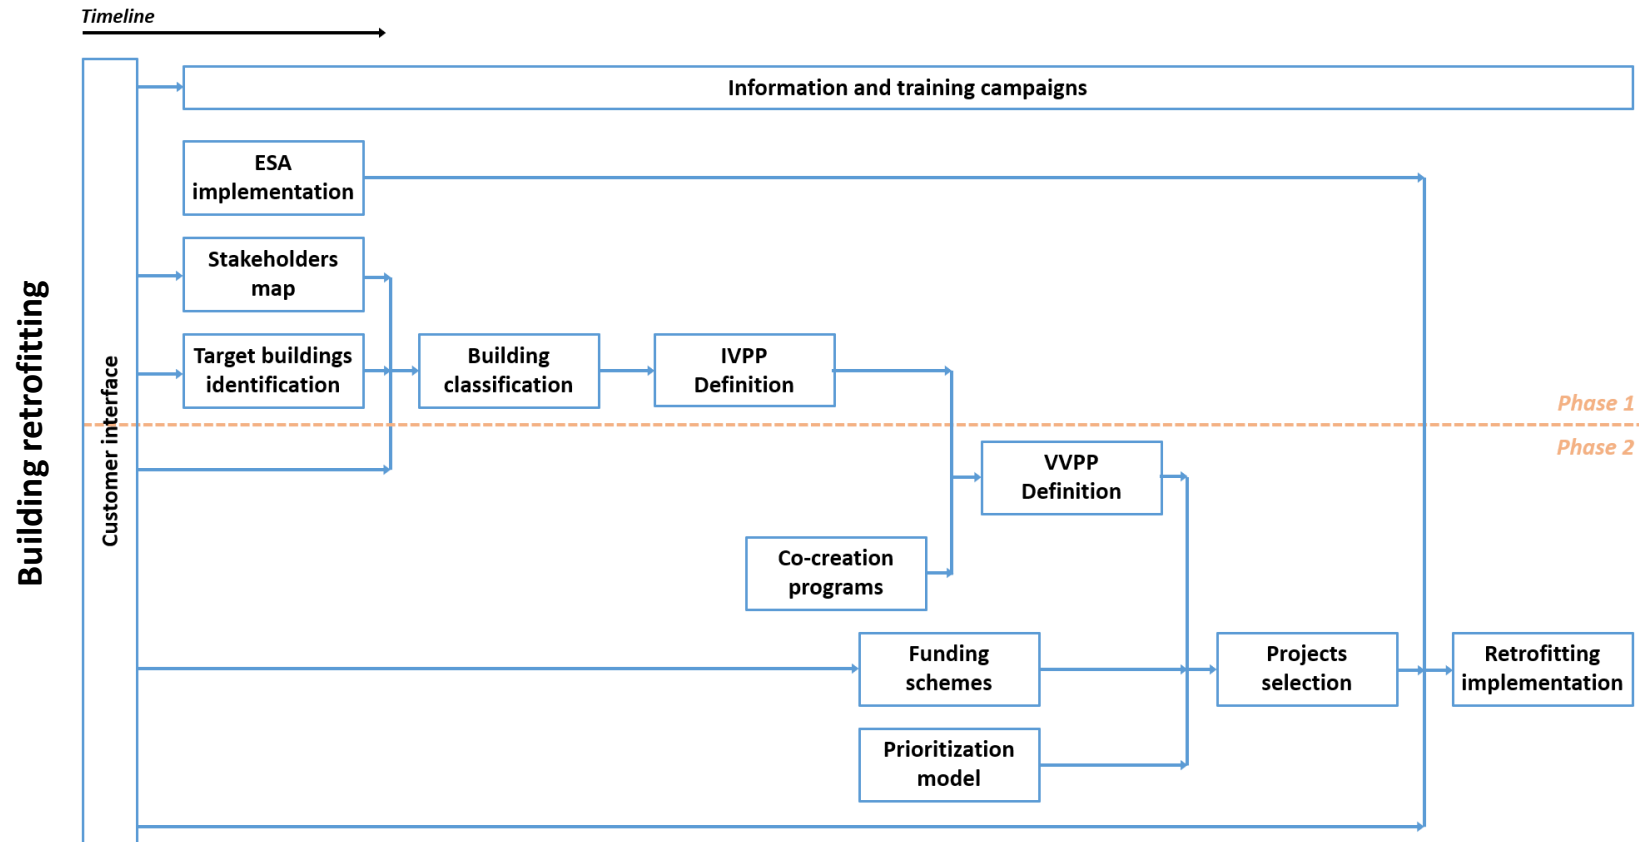 Timeline
Information and training campaigns
ESA
implementation
Stakeholders
map
Building retrofitting
Customer interface
Target buildings
identification
Building
classification
IVPP
Definition
Phase 1
Phase 2
VVPP
Definition
Co-creation
programs
Funding
schemes
Projects
selection
Retrofitting
implementation
Prioritization
model